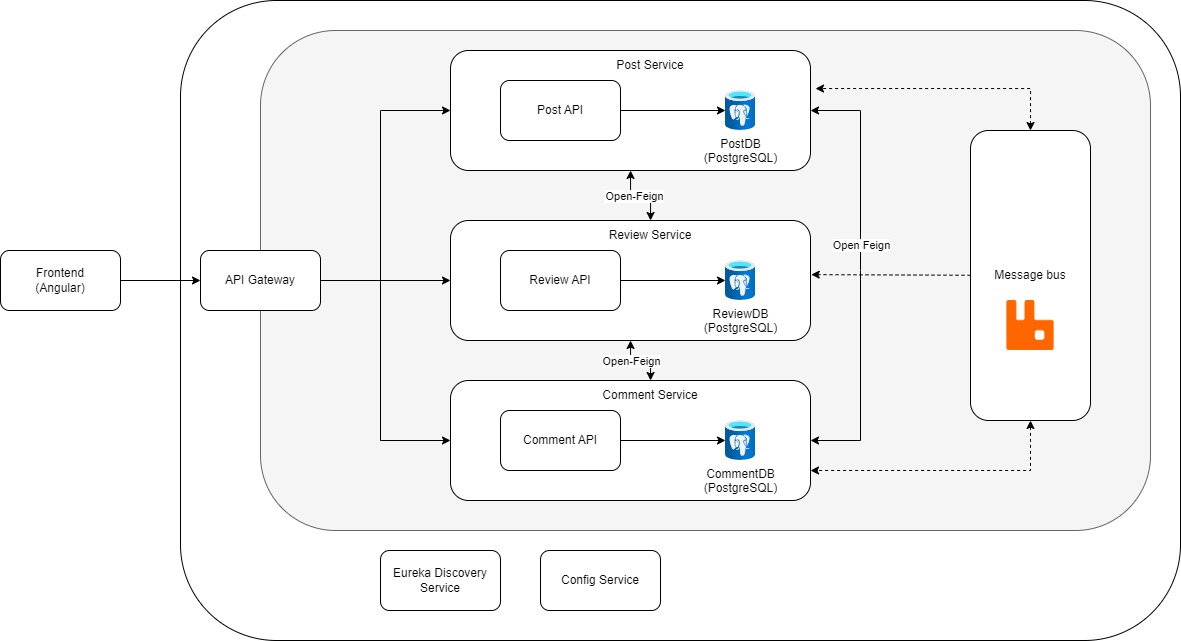 Post Service
Post API
PostDB
(PostgreSQL)
Open-Feign
Review Service
Frontend
(Angular)
API Gateway
Review API
ReviewDB
(PostgreSQL)
Open Feign
Message bus
Open-Feign
Comment Service
Comment API
CommentDB
(PostgreSQL)
Eureka Discovery
Service
Config Service